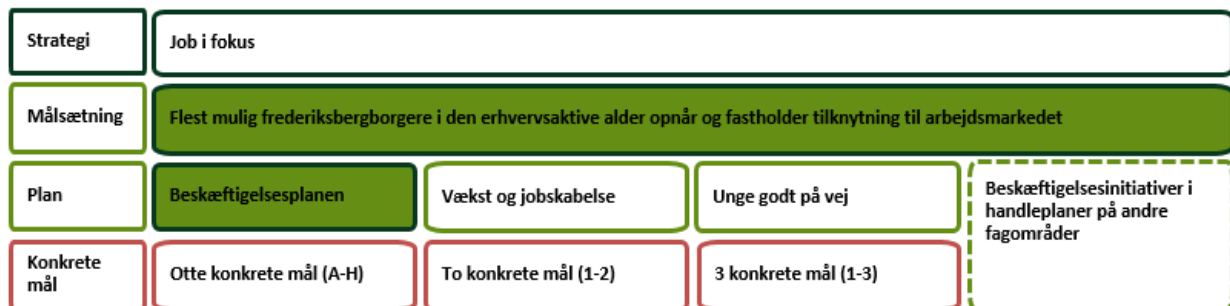 Strategi
Job i fokus
Målsætning
Flest mulig frederiksbergborgere i den erhvervsaktive alder opnår og fastholder tilknytning til arbejdsmarkedet
Plan
Beskæftigelsesplanen
Vækst og jobskabelse
Unge godt på vej
Beskæftigelsesinitiativer i
handleplaner på andre
fagområder
Konkrete
mål
Otte konkrete mål (A-H)
To konkrete mål (1-2)
3 konkrete mål (1-3)